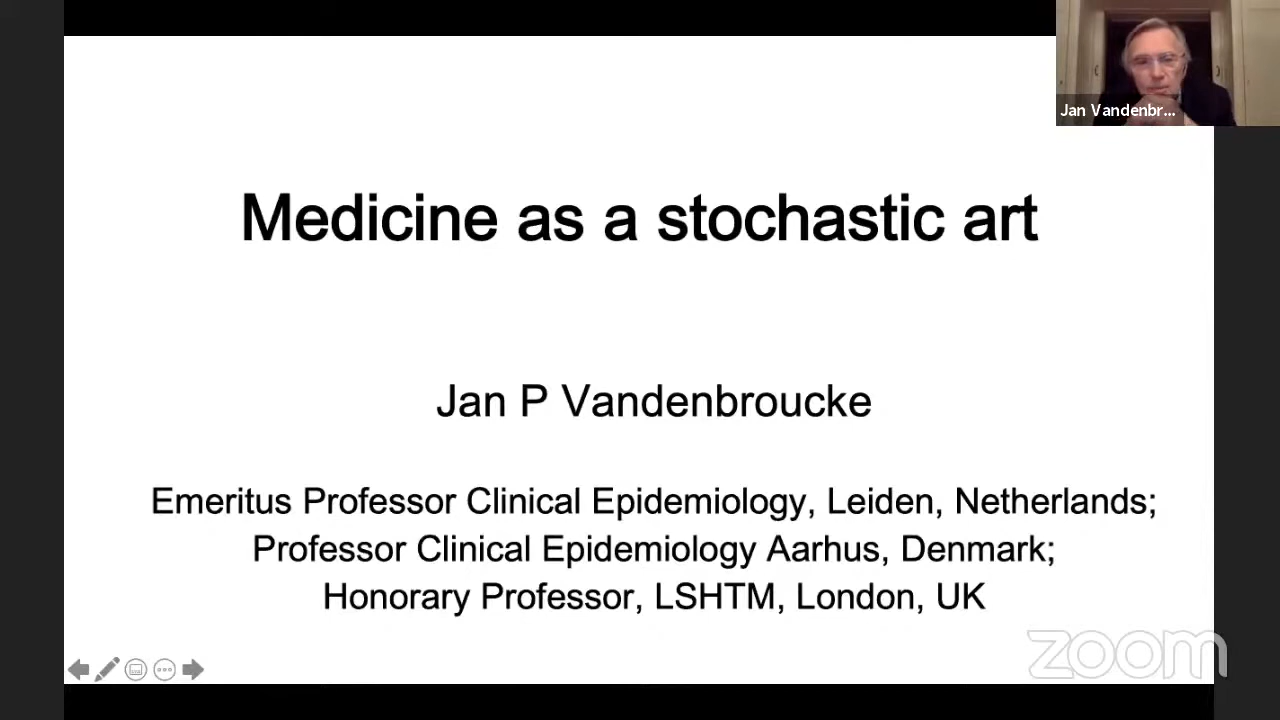 Jan Vandenbr...
Medicine as a stochastic art
Jan P Vandenbroucke
Emeritus Professor Clinical Epidemiology, Leiden, Netherlands;
Professor Clinical Epidemiology Aarhus, Denmark;
Honorary Professor, LSHTM, London, UK
zoom